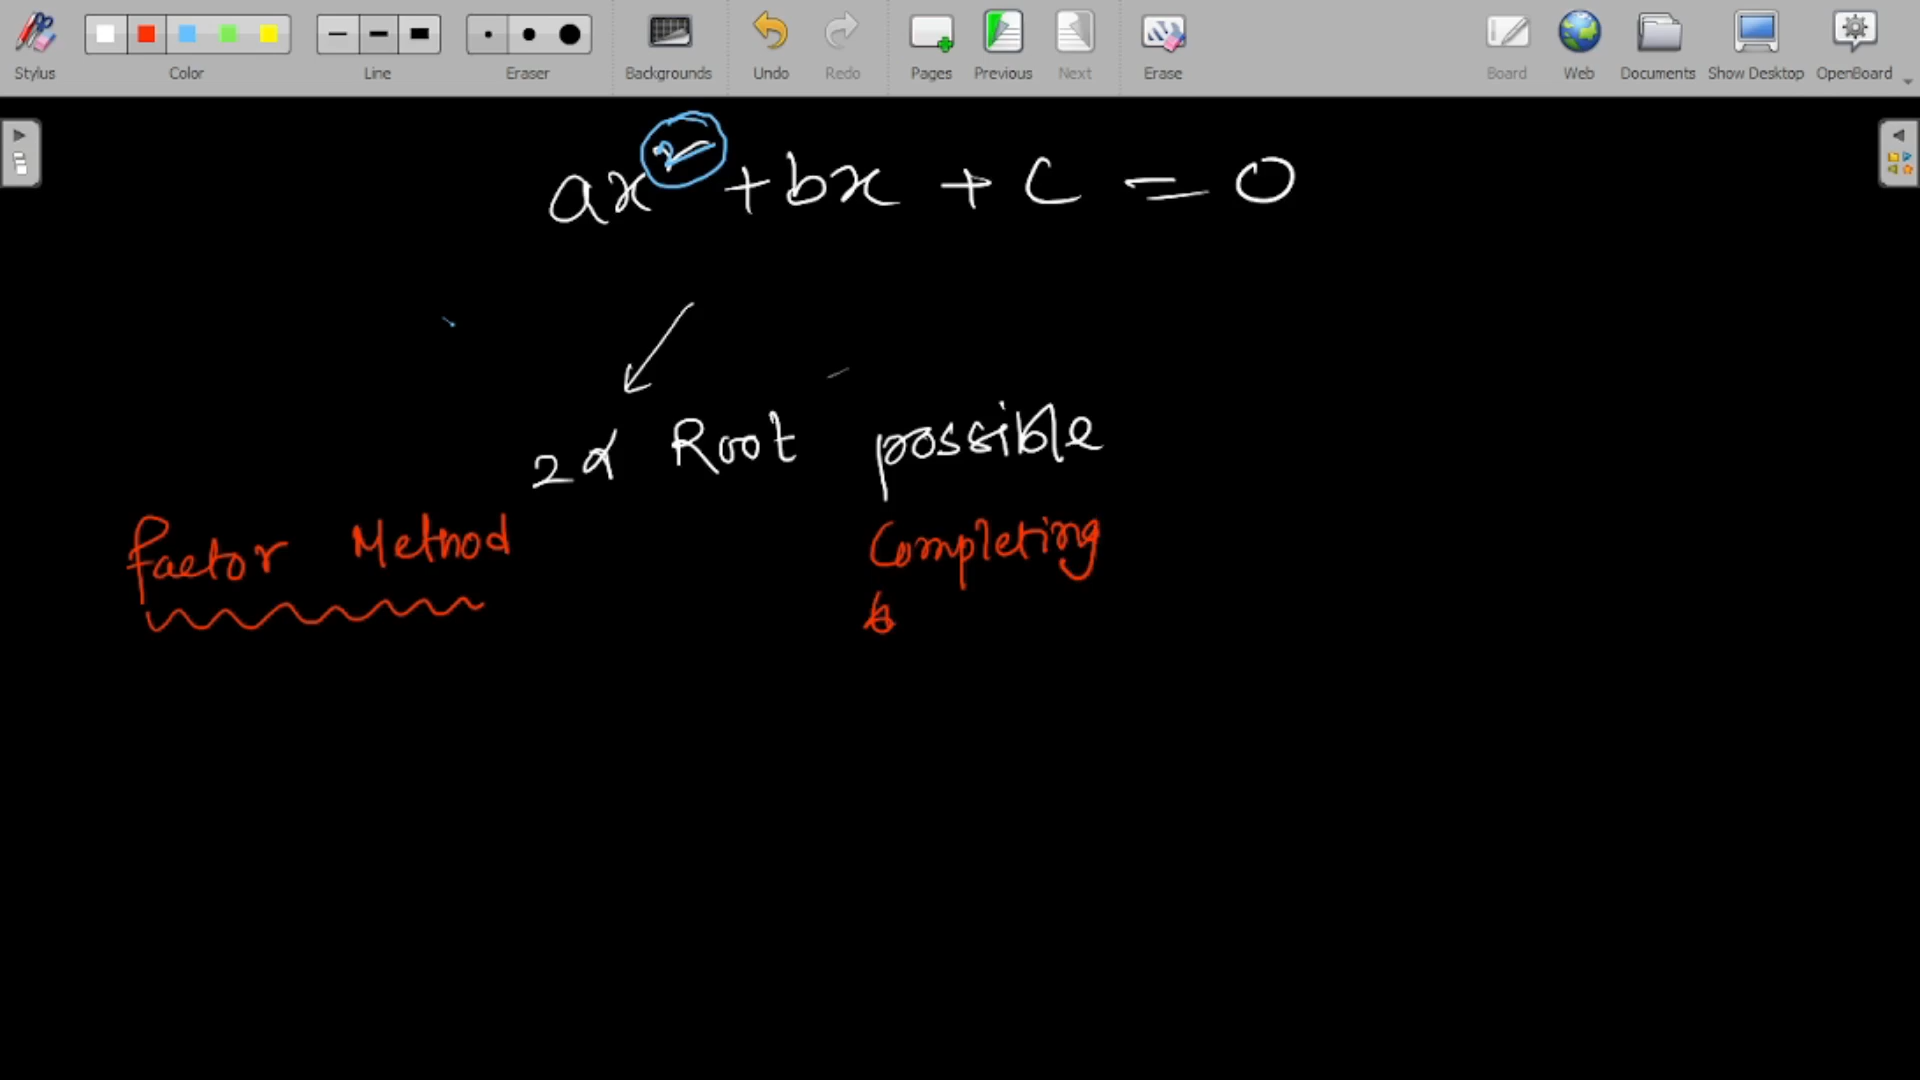 Stylus Color Line Eraser Backgrounds Undo Redo Pages Previous Next Erase Board Web Documents Show Desktop OpenBoard
ax² + bx + c = 0
2α Root possible
factor Method Completing